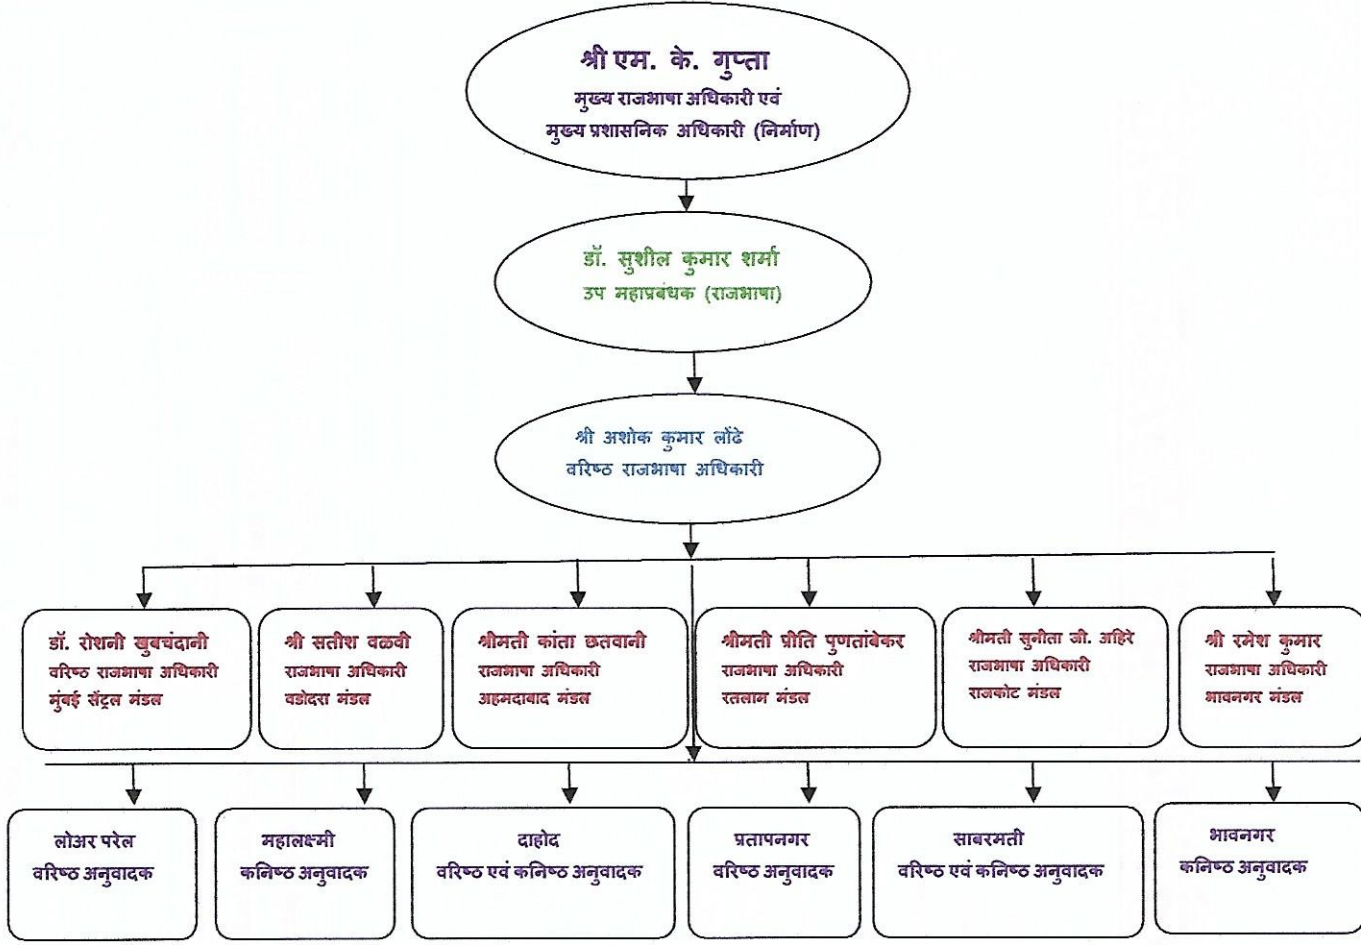 श्री एम. के. गुप्ता
मुख्य राजभाषा अधिकारी एवं
मुख्य प्रशासनिक अधिकारी (निर्माण)
डॉ. सुशील कुमार शर्मा
उप महाप्रबंधक (राजभाषा)
श्री अशोक कुमार लोंढे
वरिष्ठ राजभाषा अधिकारी
डॉ. रोशनी खुबचंदानी
वरिष्ठ राजभाषा अधिकारी
मुंबई सेंट्रल मंडल
श्री सतीश वळवी
राजभाषा अधिकारी
वडोदरा मंडल
श्रीमती कांता छतवानी
राजभाषा अधिकारी
अहमदाबाद मंडल
श्रीमती प्रीति पुणतांबेकर
राजभाषा अधिकारी
रतलाम मंडल
श्रीमती सुनीता जी. अहिरे
राजभाषा अधिकारी
राजकोट मंडल
श्री रमेश कुमार
राजभाषा अधिकारी
भावनगर मंडल
लोअर परेल
वरिष्ठ अनुवादक
महालक्ष्मी
कनिष्ठ अनुवादक
दाहोद
वरिष्ठ एवं कनिष्ठ अनुवादक
प्रतापनगर
वरिष्ठ अनुवादक
साबरमती
वरिष्ठ एवं कनिष्ठ अनुवादक
भावनगर
कनिष्ठ अनुवादक